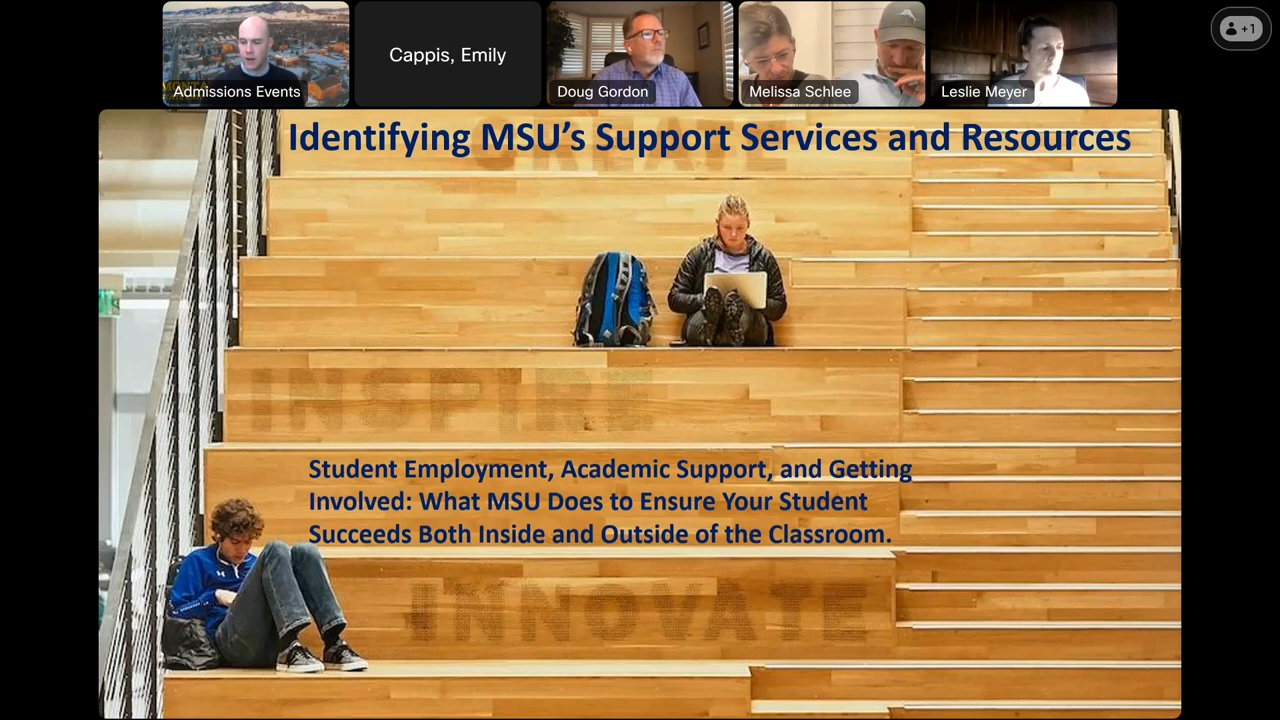 Admissions Events
Cappis, Emily
Doug Gordon
Melissa Schlee
Leslie Meyer
+1
Identifying MSU’s Support Services and Resources
CREATE
INSPIRE
Student Employment, Academic Support, and Getting
Involved: What MSU Does to Ensure Your Student
Succeeds Both Inside and Outside of the Classroom.
INNOVATE